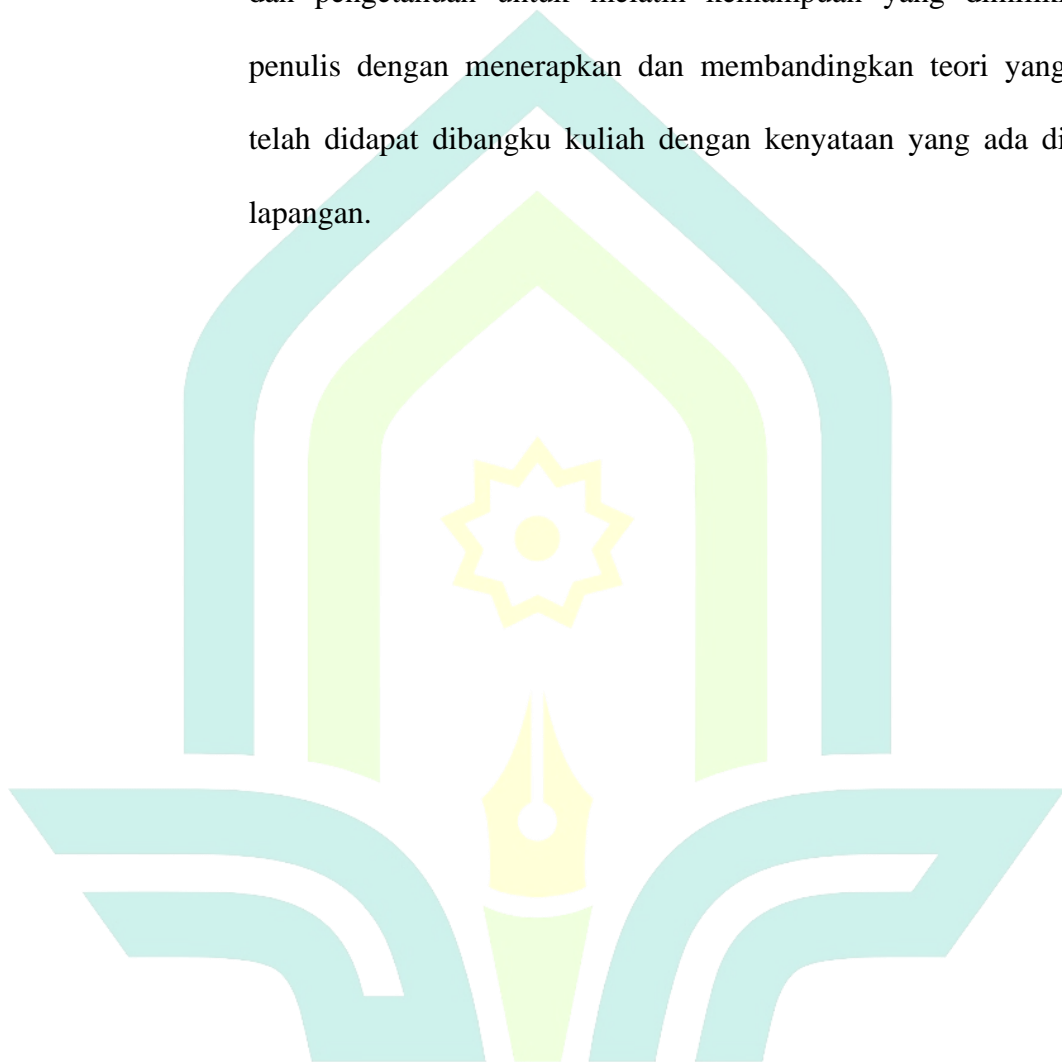 dan pengetahuan untuk melatih kemampuan yang dimiliki
penulis dengan menerapkan dan membandingkan teori yang
telah didapat dibangku kuliah dengan kenyataan yang ada di
lapangan.